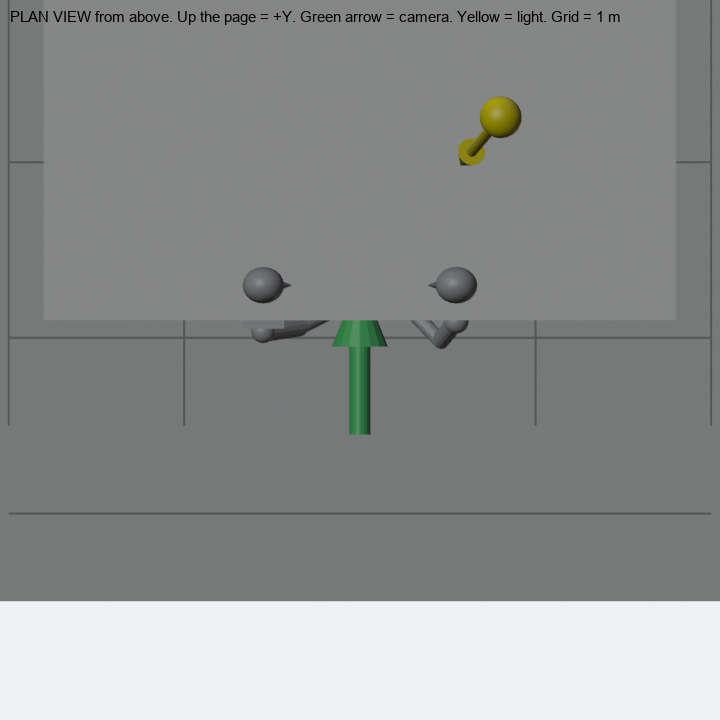 PLAN VIEW from above. Up the page = +Y. Green arrow = camera. Yellow = light. Grid = 1 m